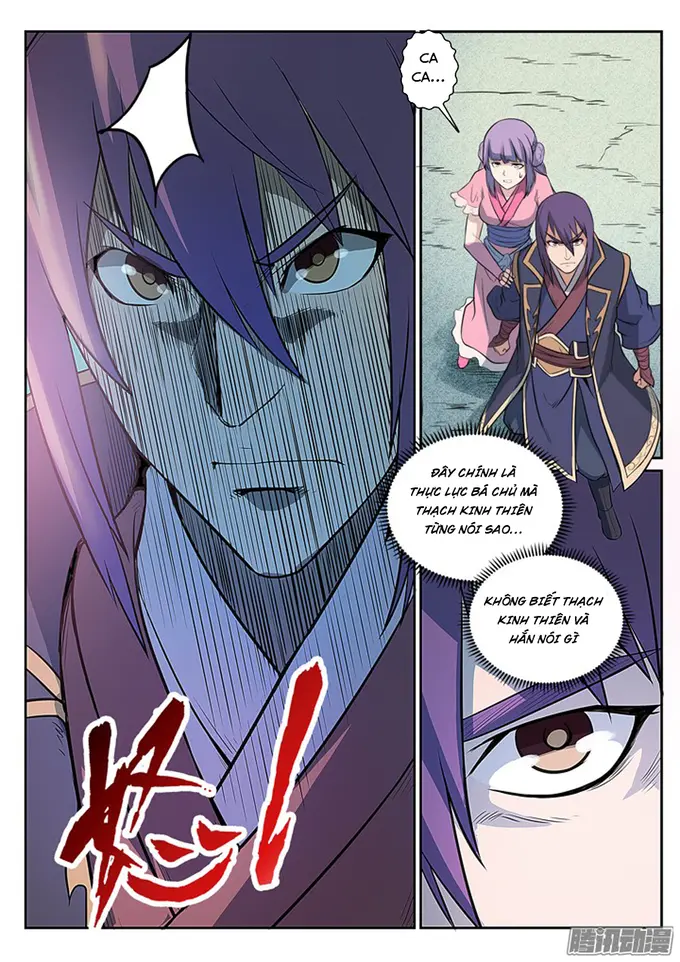 CA
CA...
ĐÂY CHÍNH LÀ
THỰC LỰC BÁ CHỦ MÀ
THẠCH KINH THIÊN
TỪNG NÓI SAO...
KHÔNG BIẾT THẠCH
KINH THIÊN VÀ
HẮN NÓI GÌ
怒!
腾讯动漫